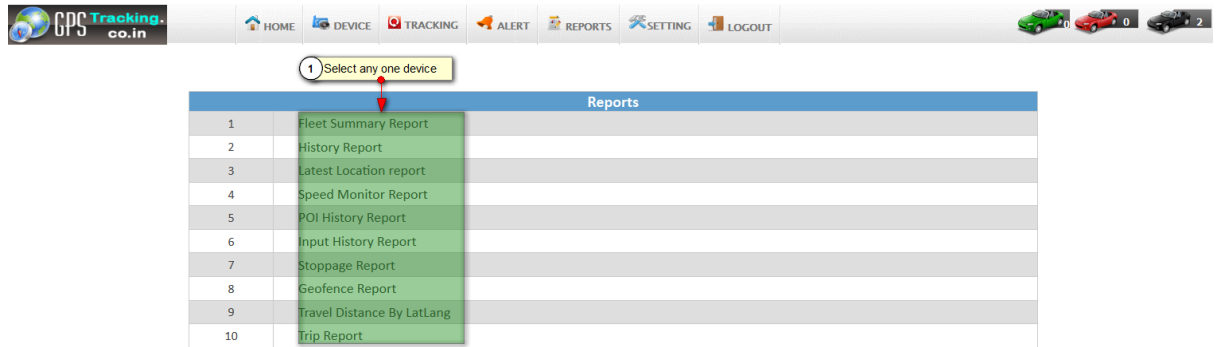 GPS Tracking.
co.in
HOME DEVICE TRACKING ALERT REPORTS SETTING LOGOUT
0 0 2
1 Select any one device
Reports
1 Fleet Summary Report
2 History Report
3 Latest Location report
4 Speed Monitor Report
5 POI History Report
6 Input History Report
7 Stoppage Report
8 Geofence Report
9 Travel Distance By LatLang
10 Trip Report